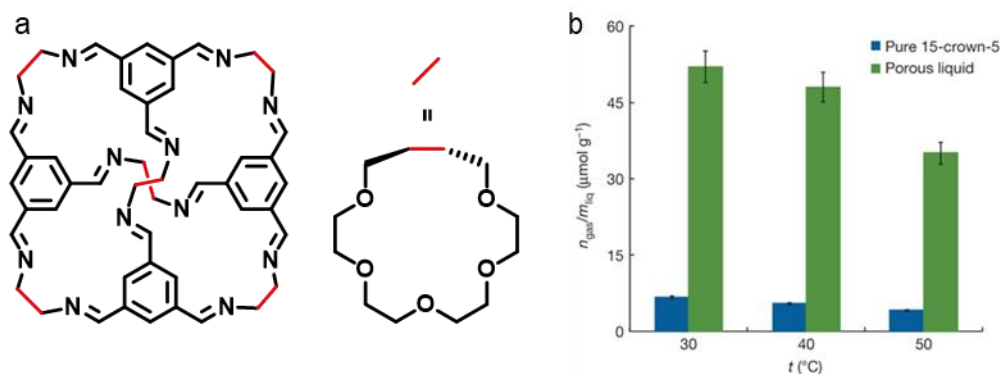 a
N N N N
N N
N
N
N
N
N N
N N N N
=
O O
O O
O
b
Pure 15-crown-5
Porous liquid
n_gas/m_liq (μmol g⁻¹)
60
45
30
15
0
30 40 50
t (°C)